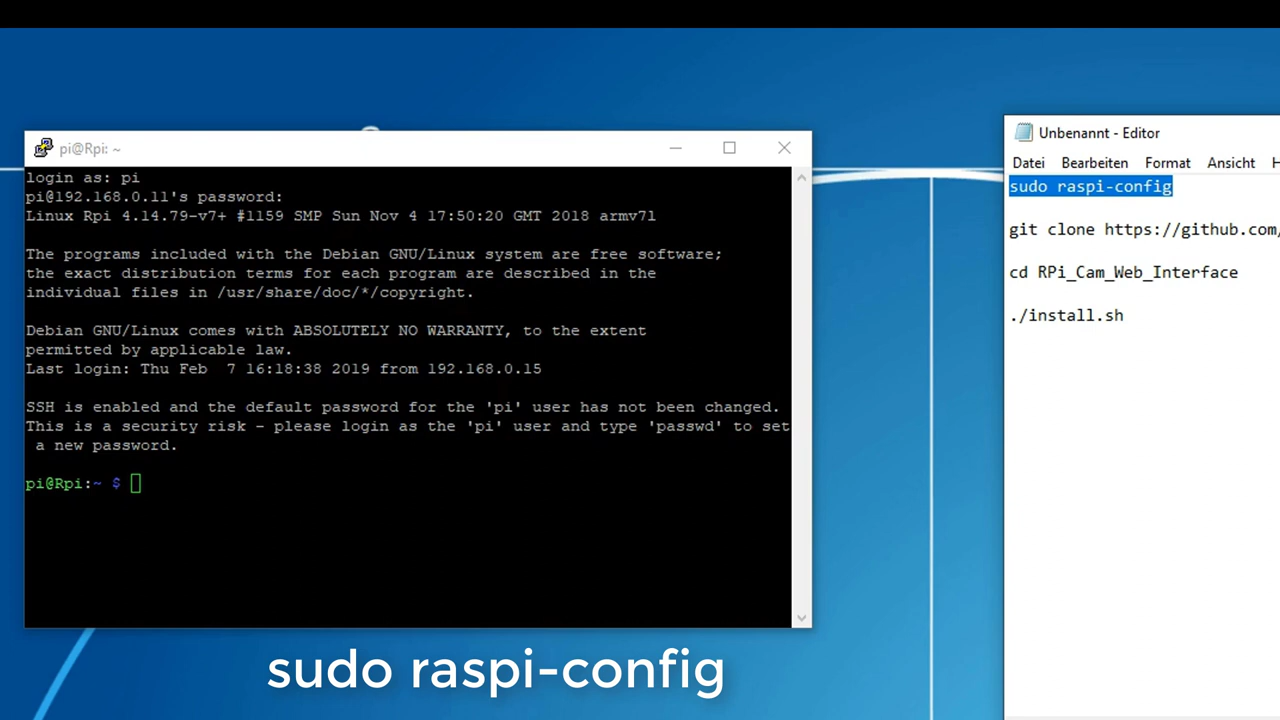 pi@Rpi: ~
login as: pi
pi@192.168.0.11's password:
Linux Rpi 4.14.79-v7+ #1159 SMP Sun Nov 4 17:50:20 GMT 2018 armv7l
The programs included with the Debian GNU/Linux system are free software;
the exact distribution terms for each program are described in the
individual files in /usr/share/doc/*/copyright.
Debian GNU/Linux comes with ABSOLUTELY NO WARRANTY, to the extent
permitted by applicable law.
Last login: Thu Feb  7 16:18:38 2019 from 192.168.0.15
SSH is enabled and the default password for the 'pi' user has not been changed.
This is a security risk - please login as the 'pi' user and type 'passwd' to set
a new password.
pi@Rpi:~ $
Unbenannt - Editor
Datei Bearbeiten Format Ansicht H
sudo raspi-config
git clone https://github.com/
cd RPi_Cam_Web_Interface
./install.sh
sudo raspi-config